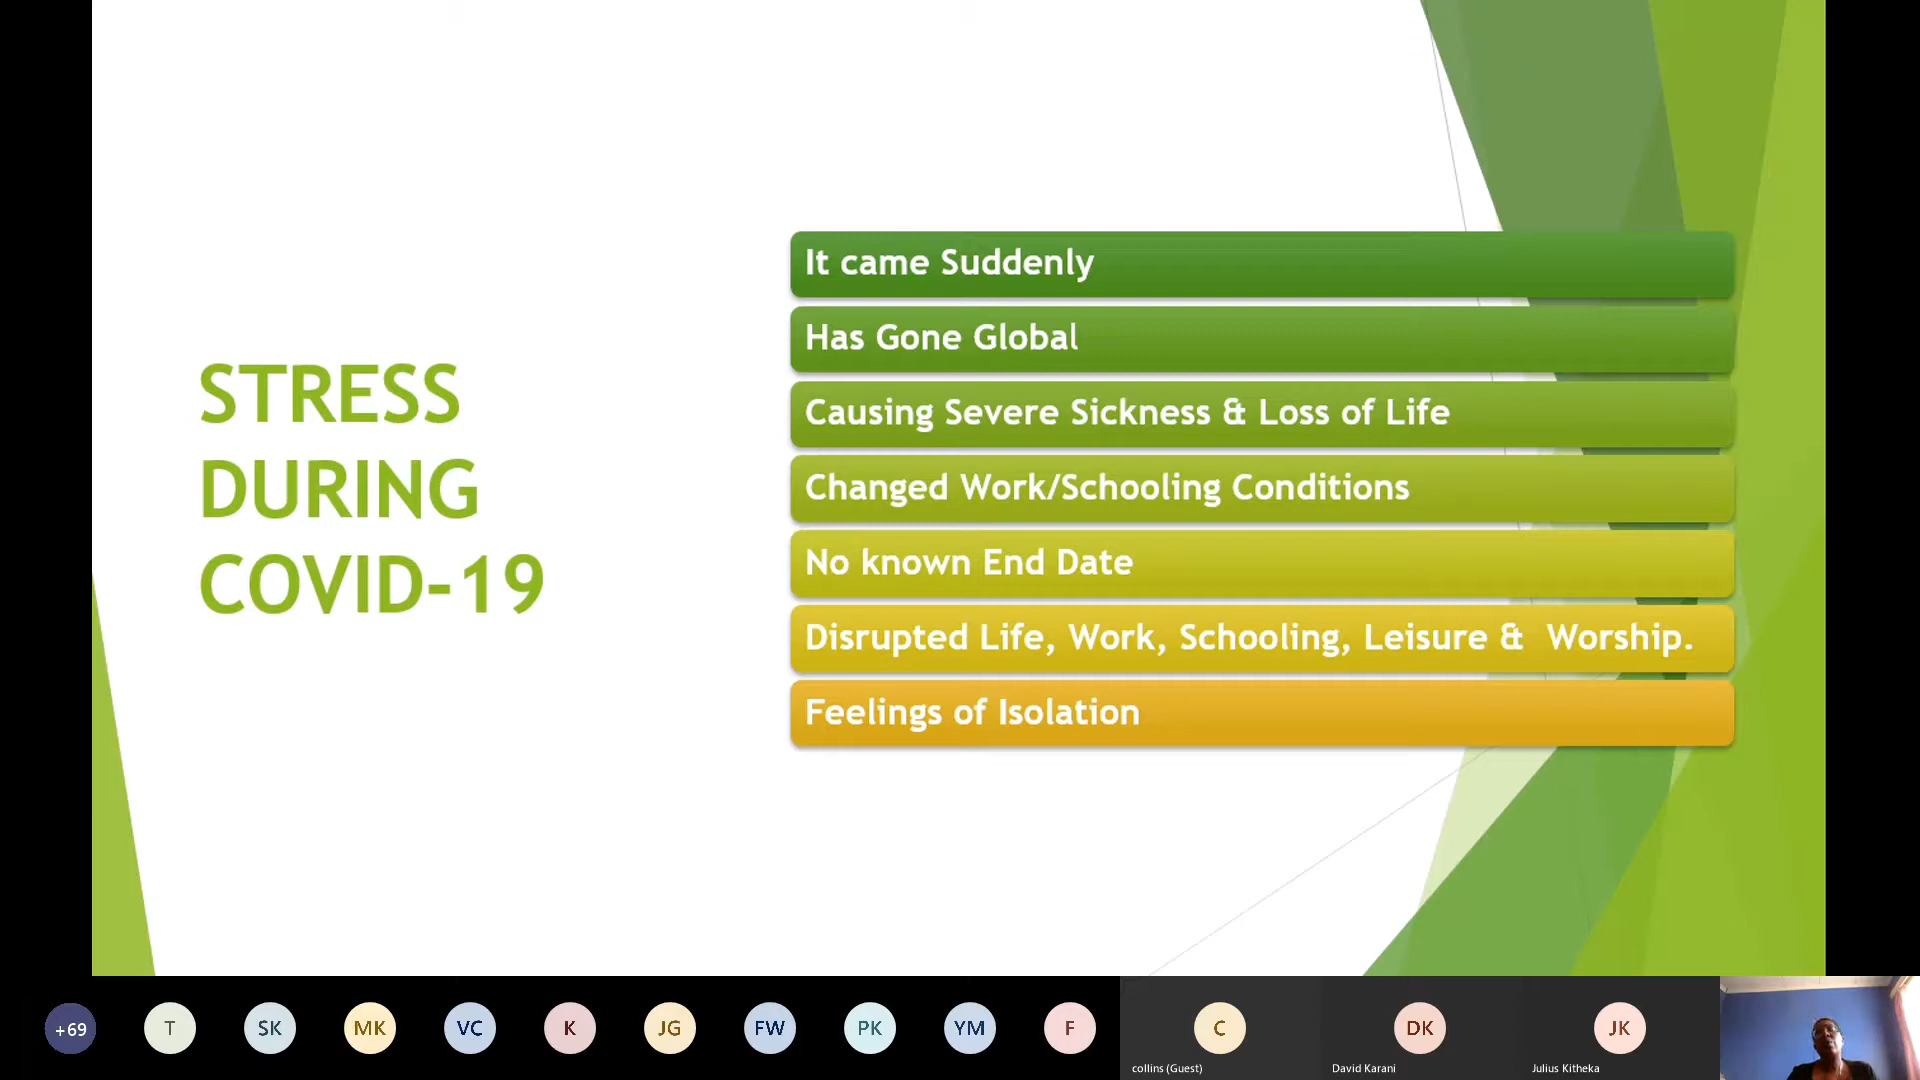 STRESS
DURING
COVID-19
It came Suddenly
Has Gone Global
Causing Severe Sickness & Loss of Life
Changed Work/Schooling Conditions
No known End Date
Disrupted Life, Work, Schooling, Leisure & Worship.
Feelings of Isolation
+69
T
SK
MK
VC
K
JG
FW
PK
YM
F
C
DK
JK
collins (Guest)
David Karani
Julius Kitheka